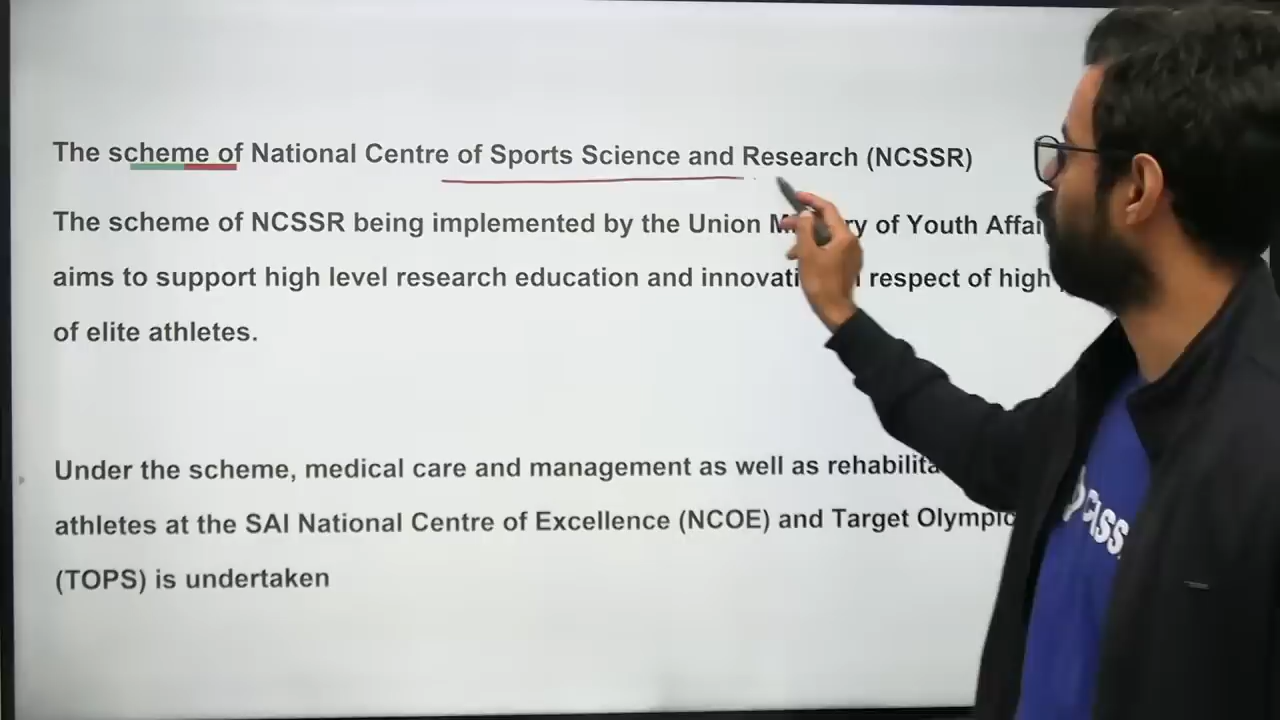 The scheme of National Centre of Sports Science and Research (NCSSR)
The scheme of NCSSR being implemented by the Union of Youth
aims to support high level research education and respect of high
of elite athletes.
Under the scheme, medical care and management as well as
athletes at the SAI National Centre of Excellence (NCOE) and Target Olympic
(TOPS) is undertaken